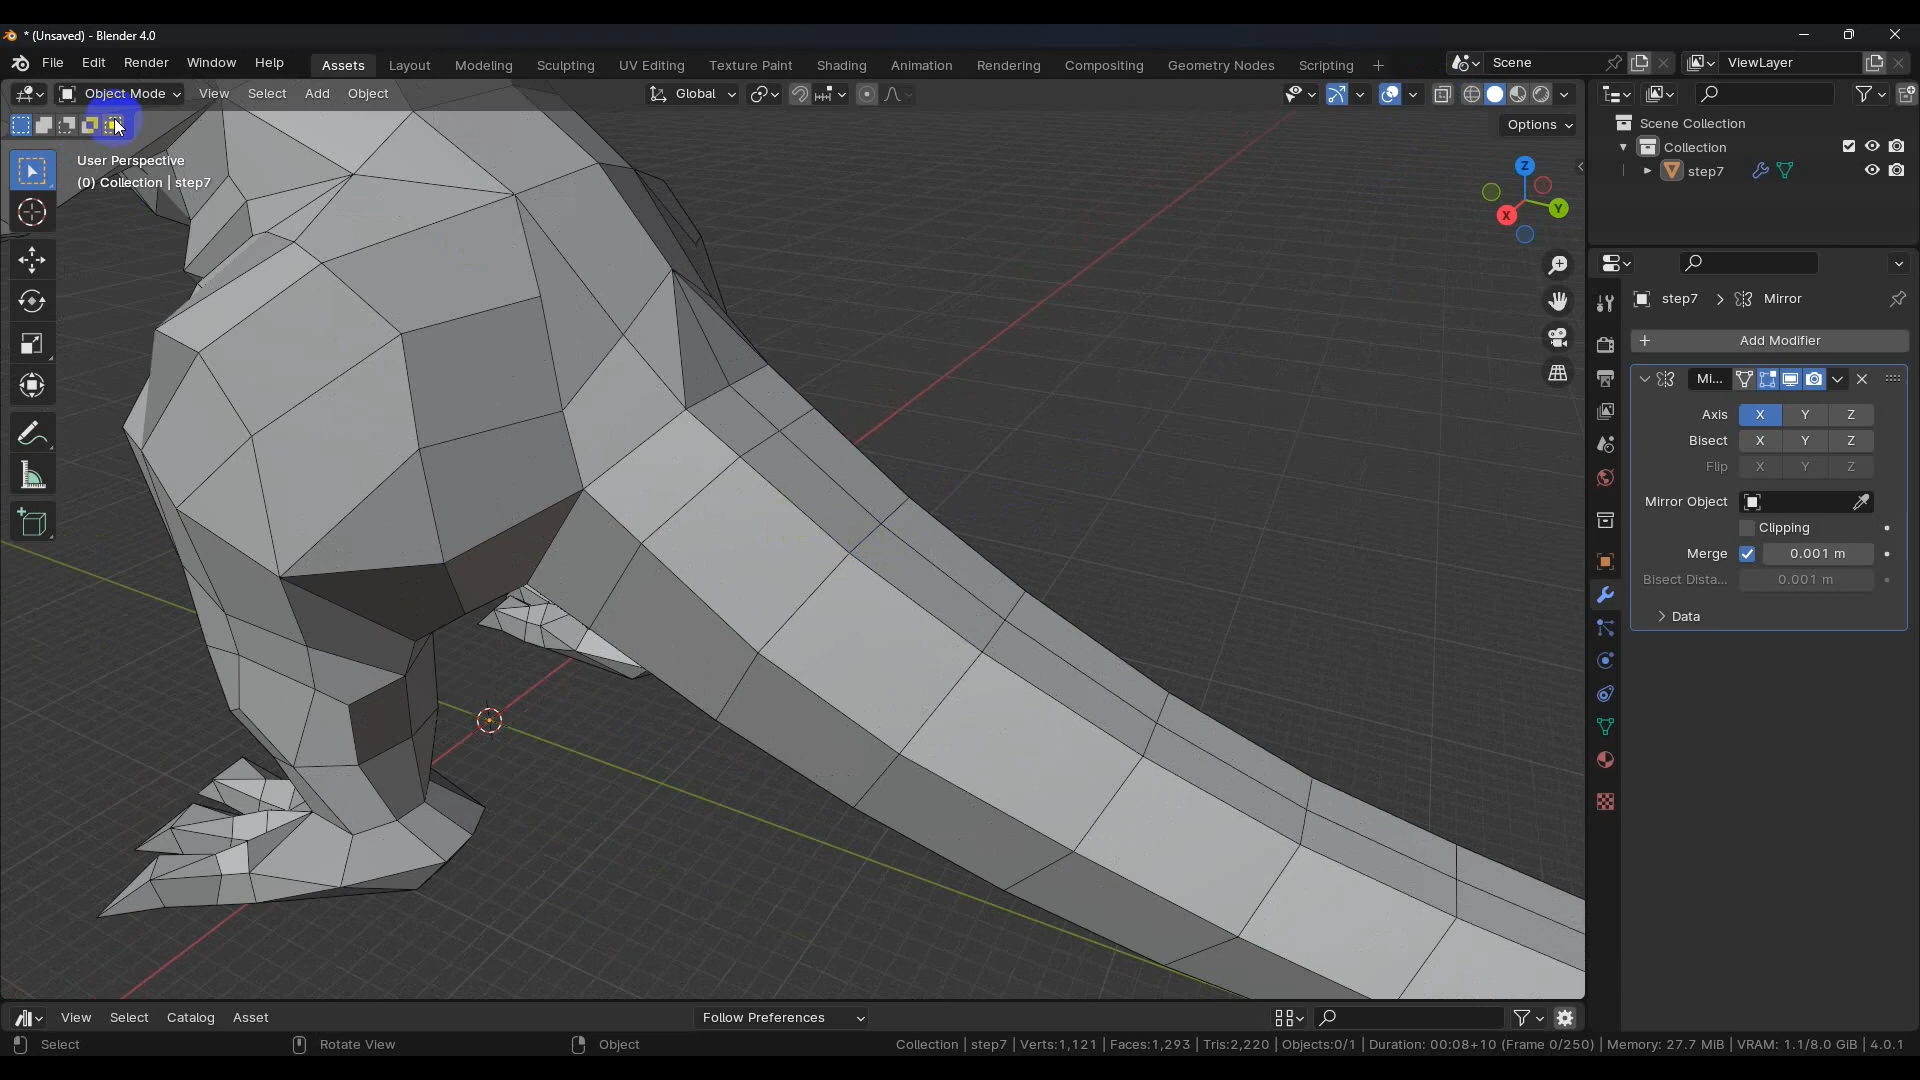 * (Unsaved) - Blender 4.0
File Edit Render Window Help Assets Layout Modeling Sculpting UV Editing Texture Paint Shading Animation Rendering Compositing Geometry Nodes Scripting + Scene ViewLayer
Object Mode View Select Add Object Global
Options
User Perspective
(0) Collection | step7
Z
Y
X
Scene Collection
Collection
step7
step7 > Mirror
+ Add Modifier
Mi...
Axis X Y Z
Bisect X Y Z
Flip X Y Z
Mirror Object
Clipping
Merge 0.001 m
Bisect Dista... 0.001 m
> Data
View Select Catalog Asset Follow Preferences
Select Rotate View Object Collection | step7 | Verts:1,121 | Faces:1,293 | Tris:2,220 | Objects:0/1 | Duration: 00:08+10 (Frame 0/250) | Memory: 27.7 MiB | VRAM: 1.1/8.0 GiB | 4.0.1